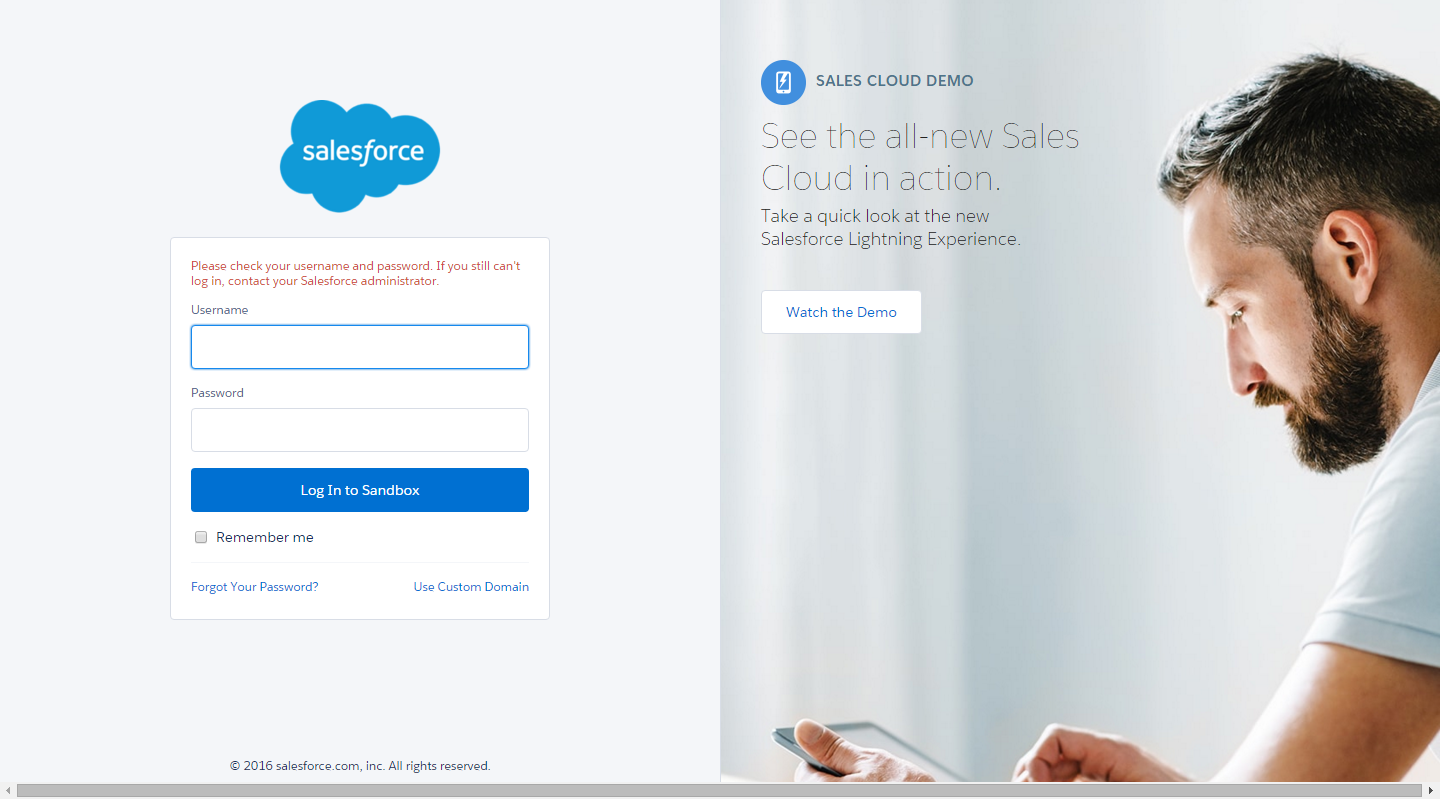 salesforce
Please check your username and password. If you still can't
log in, contact your Salesforce administrator.
Username
Password
Log In to Sandbox
Remember me
Forgot Your Password?
Use Custom Domain
© 2016 salesforce.com, inc. All rights reserved.
SALES CLOUD DEMO
See the all-new Sales
Cloud in action.
Take a quick look at the new
Salesforce Lightning Experience.
Watch the Demo